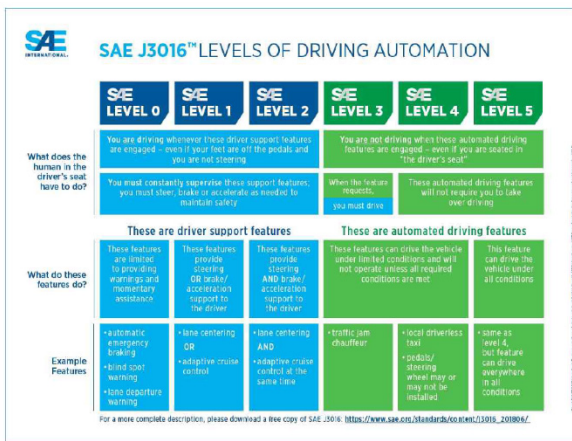 SAE
INTERNATIONAL.
SAE J3016™ LEVELS OF DRIVING AUTOMATION
SAE
LEVEL 0
SAE
LEVEL 1
SAE
LEVEL 2
SAE
LEVEL 3
SAE
LEVEL 4
SAE
LEVEL 5
What does the
human in the
driver's seat
have to do?
You are driving whenever these driver support features
are engaged – even if your feet are off the pedals and
you are not steering
You are not driving when these automated driving
features are engaged – even if you are seated in
"the driver's seat"
You must constantly supervise these support features;
you must steer, brake or accelerate as needed to
maintain safety
When the feature
requests,
you must drive
These automated driving features
will not require you to take
over driving
These are driver support features
These are automated driving features
What do these
features do?
These features
are limited
to providing
warnings and
momentary
assistance
These features
provide
steering
OR brake/
acceleration
support to
the driver
These features
provide
steering
AND brake/
acceleration
support to
the driver
These features can drive the vehicle
under limited conditions and will
not operate unless all required
conditions are met
This feature
can drive the
vehicle under
all conditions
Example
Features
• automatic
emergency
braking
• blind spot
warning
• lane departure
warning
• lane centering
OR
• adaptive cruise
control
• lane centering
AND
• adaptive cruise
control at the
same time
• traffic jam
chauffeur
• local driverless
taxi
• pedals/
steering
wheel may or
may not be
installed
• same as
level 4,
but feature
can drive
everywhere
in all
conditions
For a more complete description, please download a free copy of SAE J3016: https://www.sae.org/standards/content/j3016_201806/